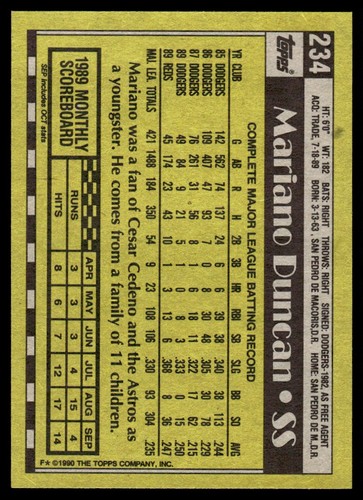 234
Topps
Mariano Duncan • SS
HT: 6'0" WT: 182 BATS: RIGHT THROWS: RIGHT SIGNED: DODGERS-1982, AS FREE AGENT
ACQ: TRADE, 7-18-89 BORN: 3-13-63, SAN PEDRO DE MACORIS, D.R. HOME: SAN PEDRO DE M., D.R.
COMPLETE MAJOR LEAGUE BATTING RECORD
YR CLUB G AB R H 2B 3B HR RBI SB SLG BB SO AVG
85 DODGERS 142 562 74 137 24 6 6 39 38 .340 38 113 .244
86 DODGERS 109 407 47 93 7 0 8 30 48 .305 30 78 .229
87 DODGERS 76 261 31 56 8 1 6 18 11 .322 17 62 .215
89 DODGERS 49 84 9 21 5 1 0 8 3 .333 0 15 .250
89 REDS 45 174 23 43 10 1 3 13 6 .368 8 36 .247
MAJ. LEA. TOTALS 421 1488 184 350 54 9 23 108 106 .330 93 304 .235
Mariano was a fan of Cesar Cedeno and the Astros as
a youngster. He comes from a family of 11 children.
1989 MONTHLY
SCOREBOARD
SEP includes OCT stats
APR MAY JUN JUL AUG SEP
RUNS 3 3 2 5 15 4
HITS 8 6 7 12 17 14
F* ©1990 THE TOPPS COMPANY, INC.